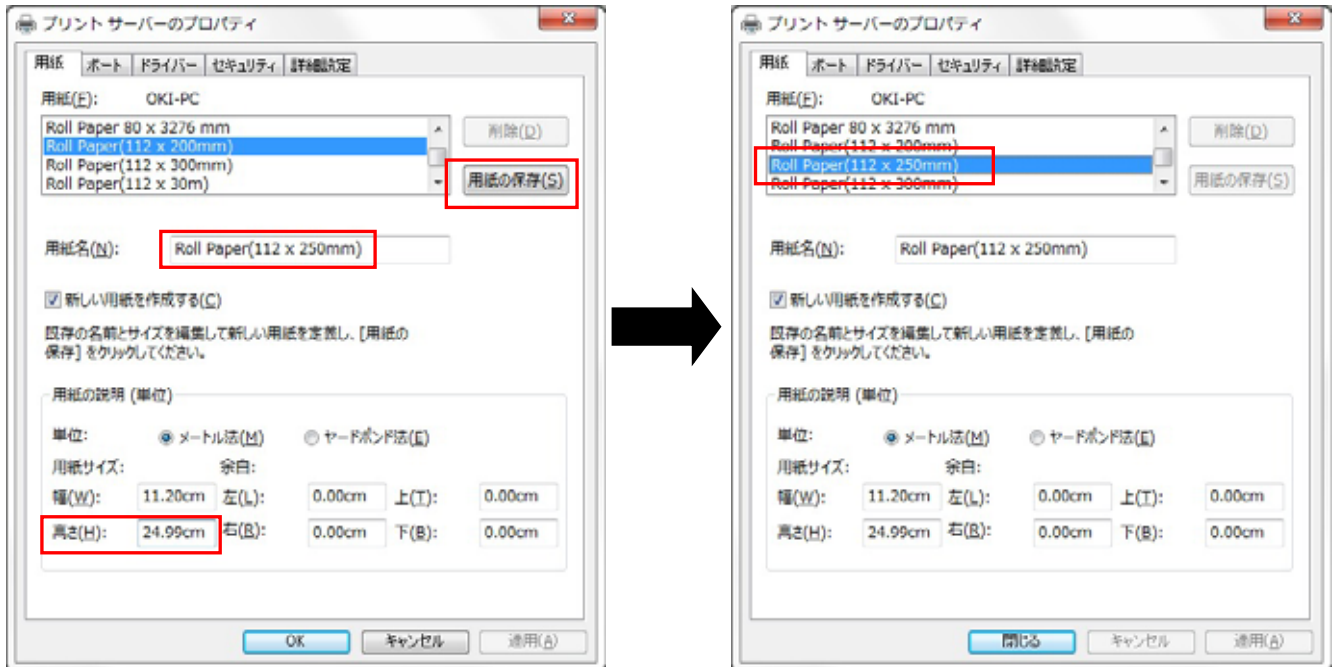 プリント サーバーのプロパティ
用紙 ポート ドライバー セキュリティ 詳細設定
用紙(F): OKI-PC
Roll Paper 80 x 3276 mm
Roll Paper(112 x 200mm)
Roll Paper(112 x 300mm)
Roll Paper(112 x 30m)
削除(D)
用紙の保存(S)
用紙名(N): Roll Paper(112 x 250mm)
新しい用紙を作成する(C)
既存の名前とサイズを編集して新しい用紙を定義し、[用紙の
保存] をクリックしてください。
用紙の説明 (単位)
単位: メートル法(M) ヤードポンド法(E)
用紙サイズ: 余白:
幅(W): 11.20cm 左(L): 0.00cm 上(T): 0.00cm
高さ(H): 24.99cm 右(R): 0.00cm 下(B): 0.00cm
OK キャンセル 適用(A)
プリント サーバーのプロパティ
用紙 ポート ドライバー セキュリティ 詳細設定
用紙(F): OKI-PC
Roll Paper 80 x 3276 mm
Roll Paper(112 x 200mm)
Roll Paper(112 x 250mm)
Roll Paper(112 x 300mm)
削除(D)
用紙の保存(S)
用紙名(N): Roll Paper(112 x 250mm)
新しい用紙を作成する(C)
既存の名前とサイズを編集して新しい用紙を定義し、[用紙の
保存] をクリックしてください。
用紙の説明 (単位)
単位: メートル法(M) ヤードポンド法(E)
用紙サイズ: 余白:
幅(W): 11.20cm 左(L): 0.00cm 上(T): 0.00cm
高さ(H): 24.99cm 右(R): 0.00cm 下(B): 0.00cm
閉じる キャンセル 適用(A)